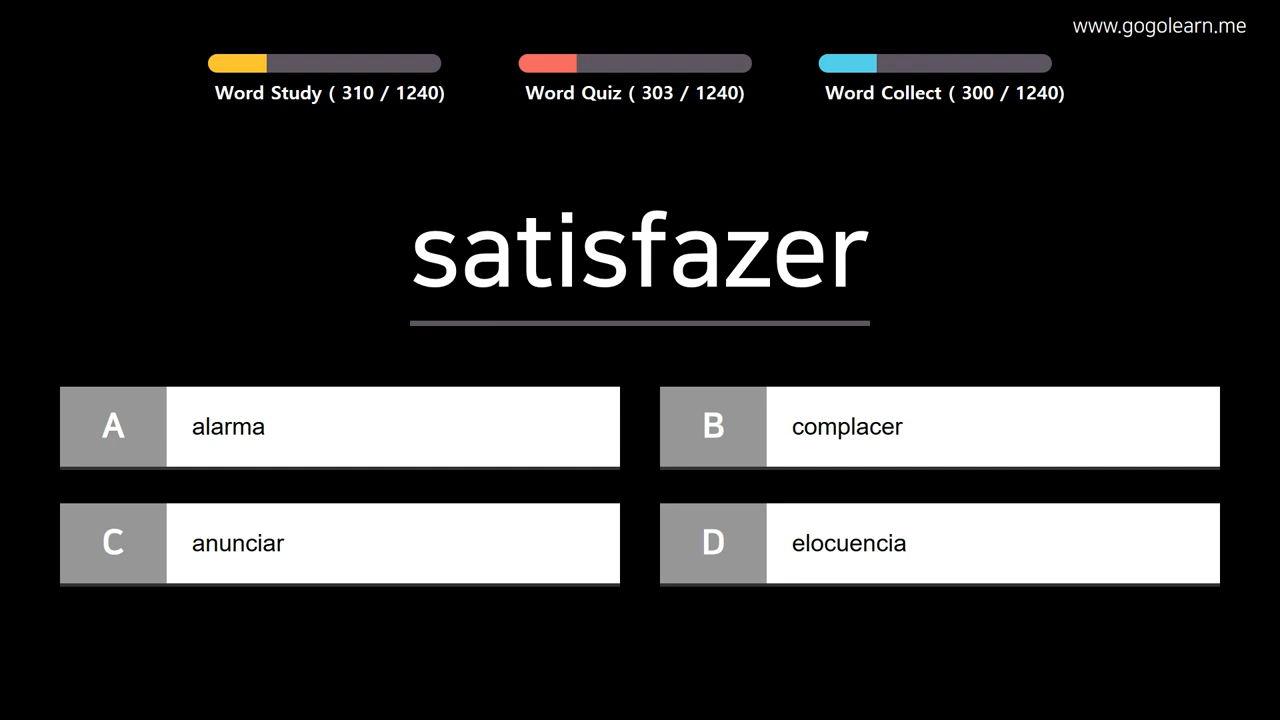 www.gogolearn.me
Word Study ( 310 / 1240)
Word Quiz ( 303 / 1240)
Word Collect ( 300 / 1240)
satisfazer
A alarma
B complacer
C anunciar
D elocuencia